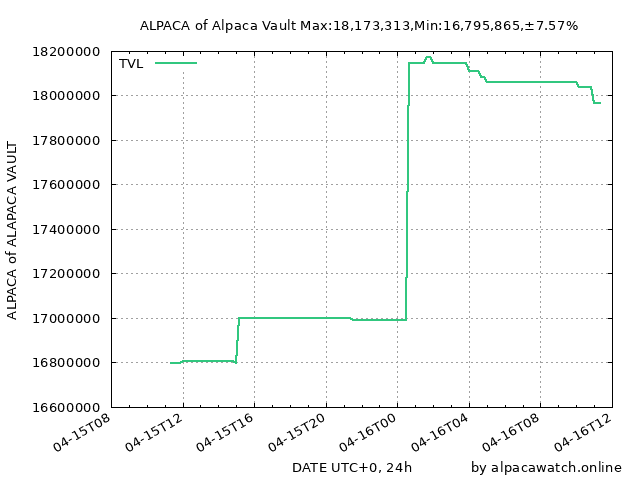 ALPACA of Alpaca Vault Max:18,173,313,Min:16,795,865,±7.57%
TVL
18200000
18000000
17800000
17600000
17400000
17200000
17000000
16800000
16600000
ALPACA of ALAPACA VAULT
04-15T08
04-15T12
04-15T16
04-15T20
04-16T00
04-16T04
04-16T08
04-16T12
DATE UTC+0, 24h
by alpacawatch.online